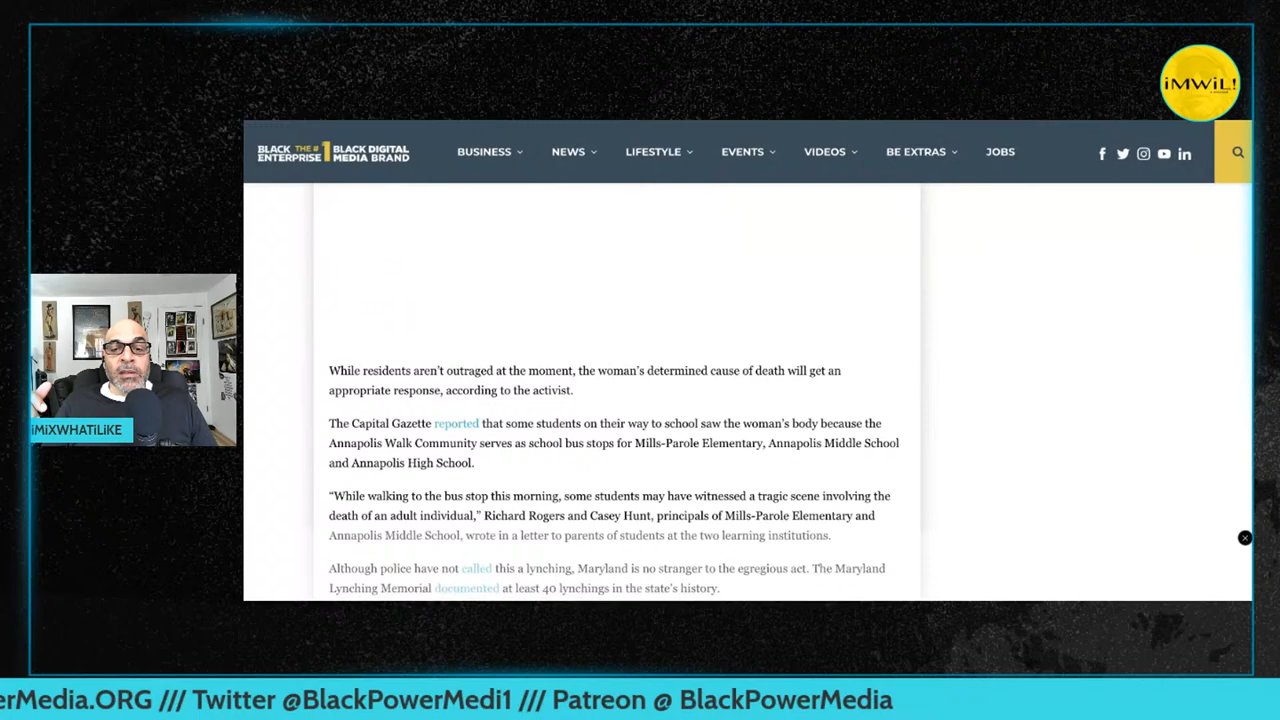 iMWiL!
BLACK THE # 1 BLACK DIGITAL
ENTERPRISE MEDIA BRAND
BUSINESS NEWS LIFESTYLE EVENTS VIDEOS BE EXTRAS JOBS
While residents aren’t outraged at the moment, the woman’s determined cause of death will get an
appropriate response, according to the activist.
The Capital Gazette reported that some students on their way to school saw the woman’s body because the
Annapolis Walk Community serves as school bus stops for Mills-Parole Elementary, Annapolis Middle School
and Annapolis High School.
“While walking to the bus stop this morning, some students may have witnessed a tragic scene involving the
death of an adult individual,” Richard Rogers and Casey Hunt, principals of Mills-Parole Elementary and
Annapolis Middle School, wrote in a letter to parents of students at the two learning institutions.
Although police have not called this a lynching, Maryland is no stranger to the egregious act. The Maryland
Lynching Memorial documented at least 40 lynchings in the state’s history.
iMiXWHATiLiKE
erMedia.ORG /// Twitter @BlackPowerMedi1 /// Patreon @ BlackPowerMedia